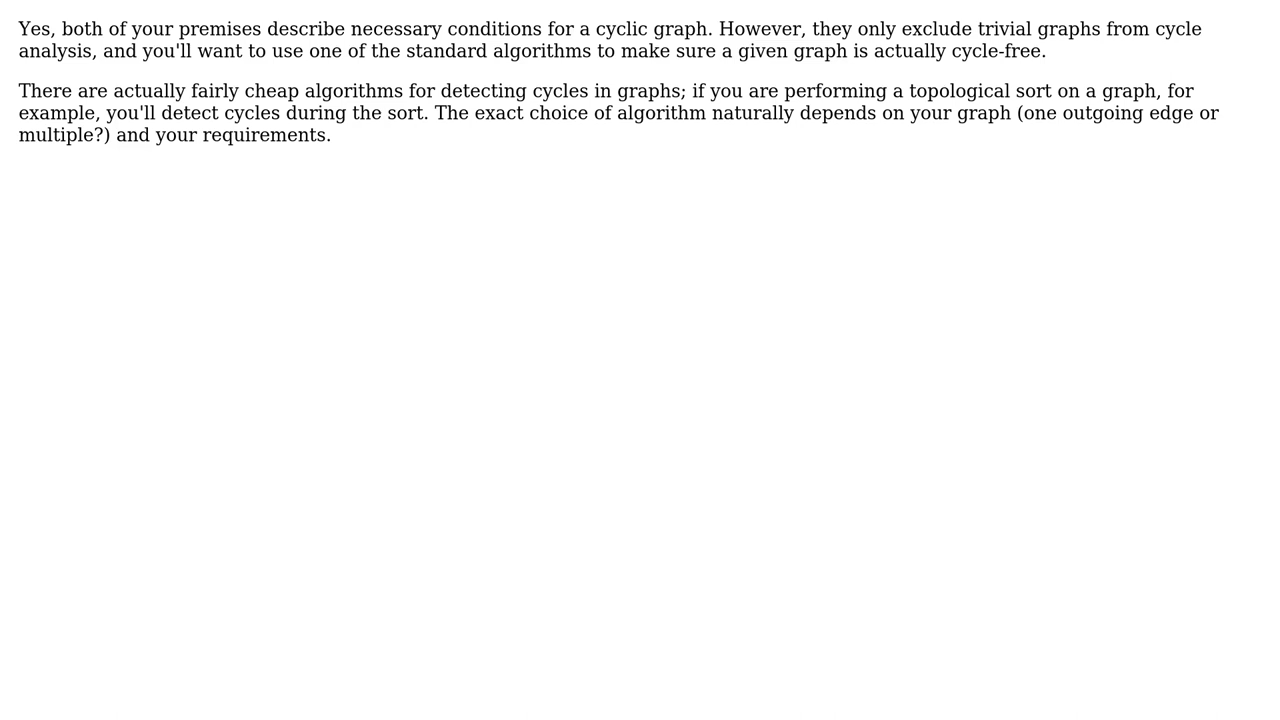 Yes, both of your premises describe necessary conditions for a cyclic graph. However, they only exclude trivial graphs from cycle
analysis, and you'll want to use one of the standard algorithms to make sure a given graph is actually cycle-free.
There are actually fairly cheap algorithms for detecting cycles in graphs; if you are performing a topological sort on a graph, for
example, you'll detect cycles during the sort. The exact choice of algorithm naturally depends on your graph (one outgoing edge or
multiple?) and your requirements.